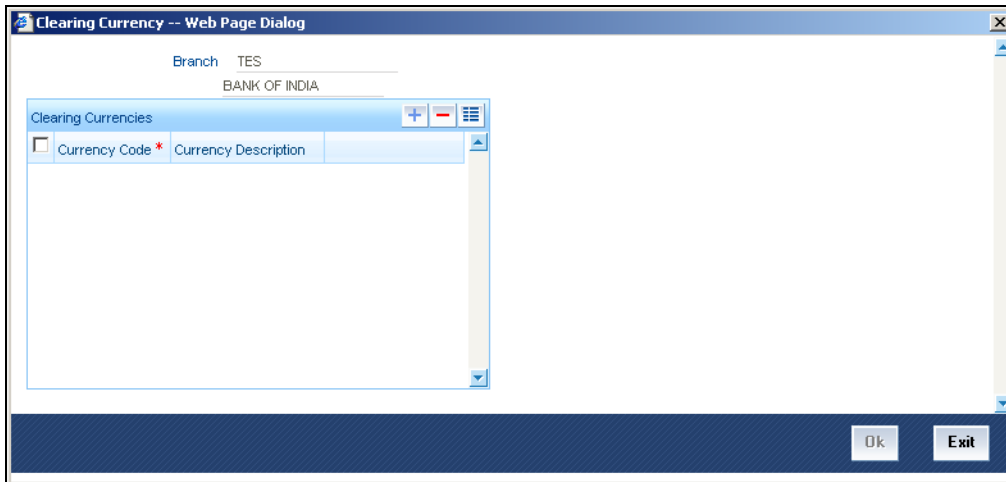 Clearing Currency -- Web Page Dialog
Branch TES
BANK OF INDIA
Clearing Currencies
Currency Code * Currency Description
Ok Exit